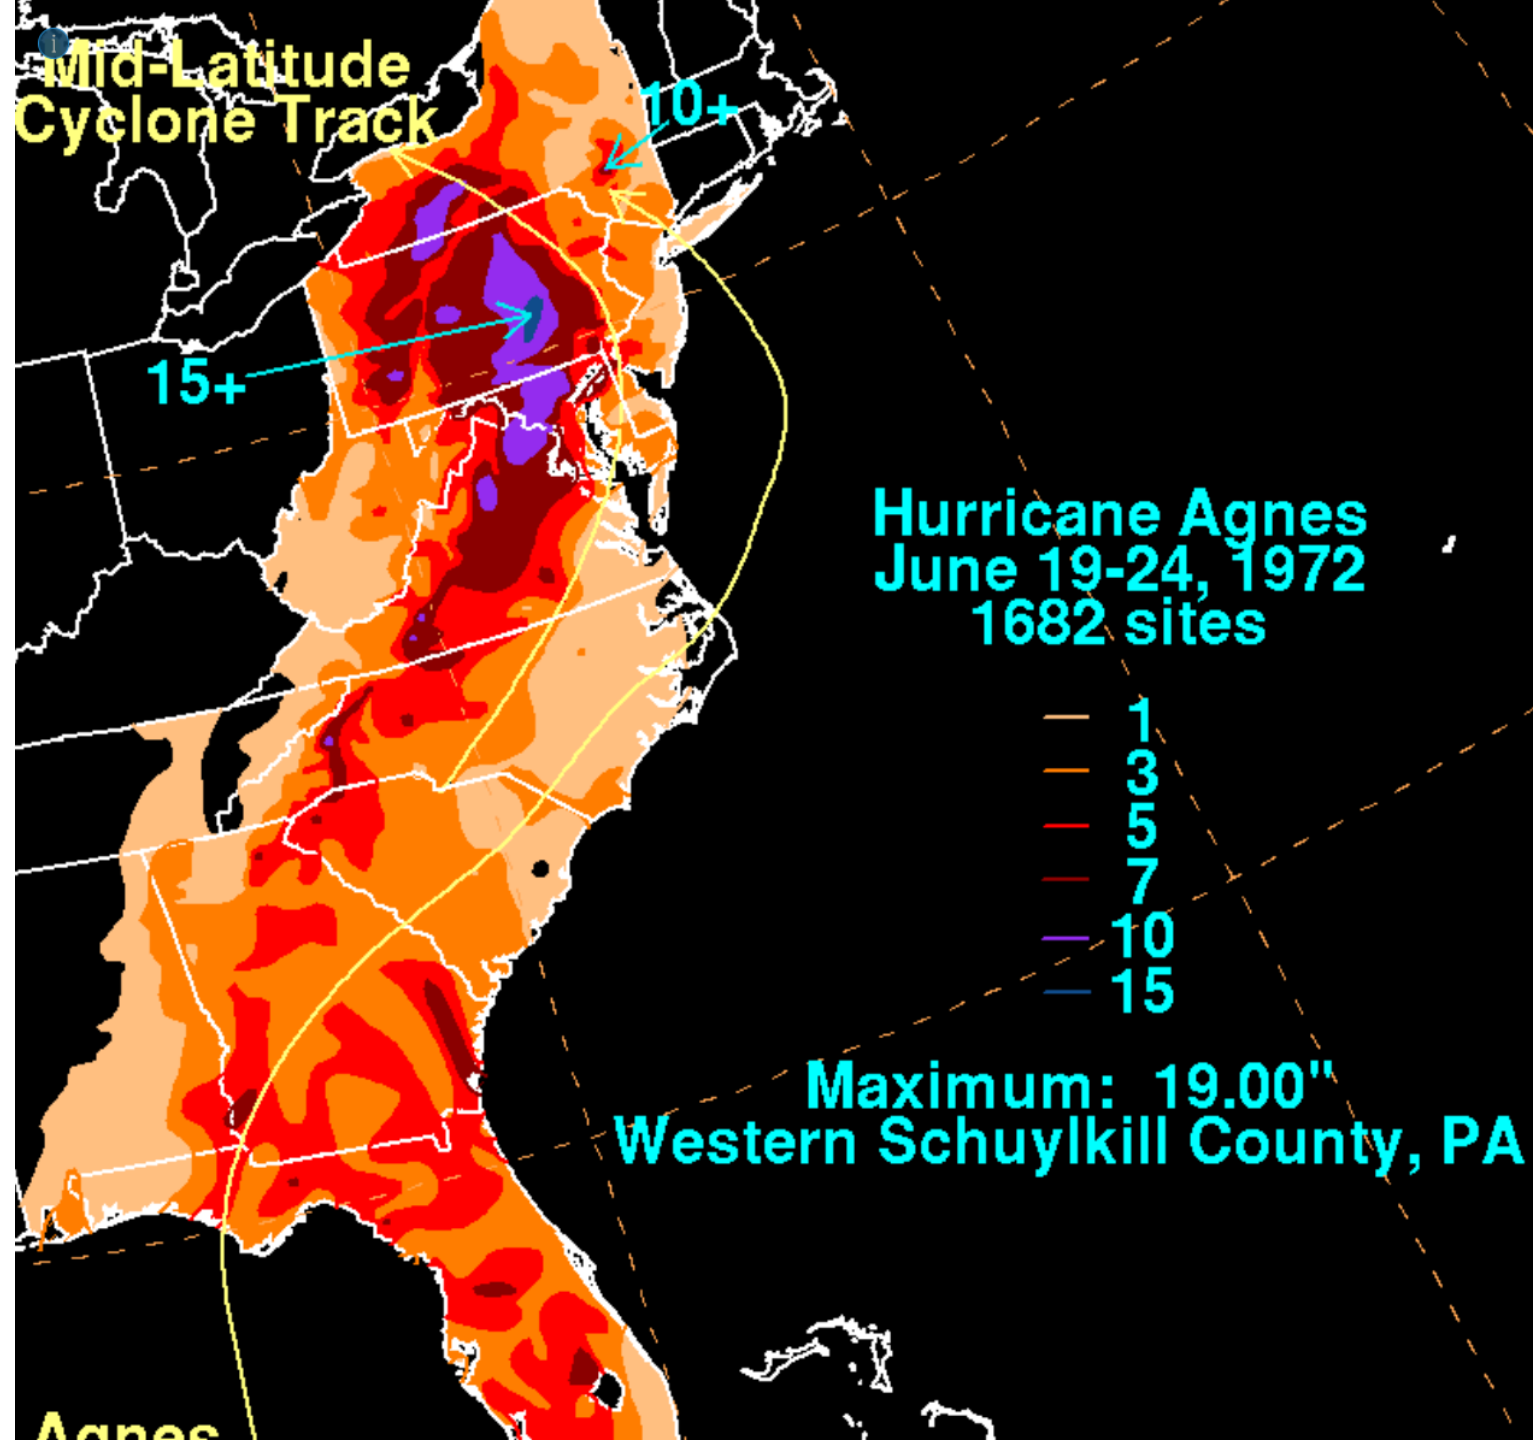 Mid-Latitude
Cyclone Track
10+
15+
Hurricane Agnes
June 19-24, 1972
1682 sites
1
3
5
7
10
15
Maximum: 19.00"
Western Schuylkill County, PA
Agnes